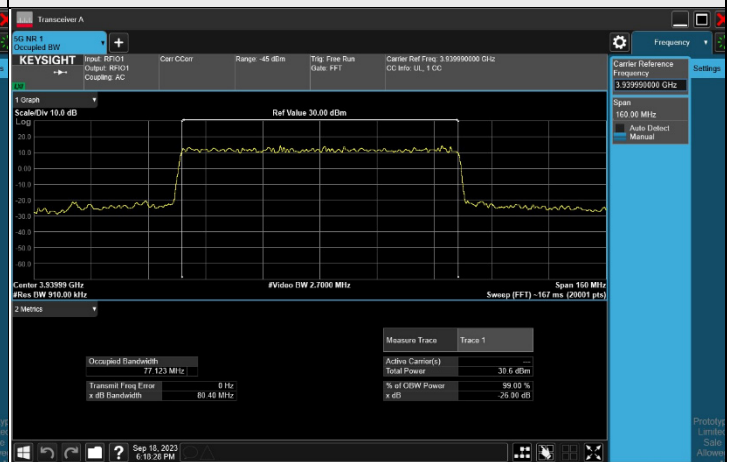 Transceiver A
5G NR 1
Occupied BW
Frequency
KEYSIGHT
Input: RFIO1
Output: RFIO1
Coupling: AC
Corr CCorr
Range: -45 dBm
Trig: Free Run
Gate: FFT
Carrier Ref Freq: 3.939990000 GHz
CC Info: UL, 1 CC
Carrier Reference
Frequency
3.939990000 GHz
Settings
Span
160.00 MHz
Auto Detect
Manual
1 Graph
Scale/Div 10.0 dB
Ref Value 30.00 dBm
Log
20.0
10.0
0.00
-10.0
-20.0
-30.0
-40.0
-50.0
-60.0
Center 3.93999 GHz
#Video BW 2.7000 MHz
Span 160 MHz
#Res BW 910.00 kHz
Sweep (FFT) ~167 ms (20001 pts)
2 Metrics
Measure Trace Trace 1
Occupied Bandwidth
77.123 MHz
Active Carrier(s) ---
Total Power 30.6 dBm
Transmit Freq Error 0 Hz
x dB Bandwidth 80.40 MHz
% of OBW Power 99.00 %
x dB -26.00 dB
Sep 18, 2023
6:18:26 PM
Limited
Sale